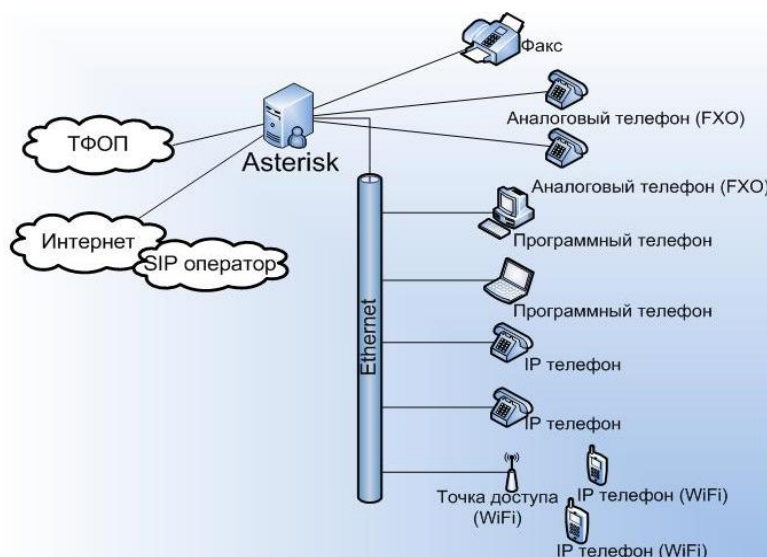 Факс
Аналоговый телефон (FXO)
ТФОП
Asterisk
Аналоговый телефон (FXO)
Интернет
SIP оператор
Программный телефон
Программный телефон
Ethernet
IP телефон
IP телефон
Точка доступа
(WiFi)
IP телефон (WiFi)
IP телефон (WiFi)